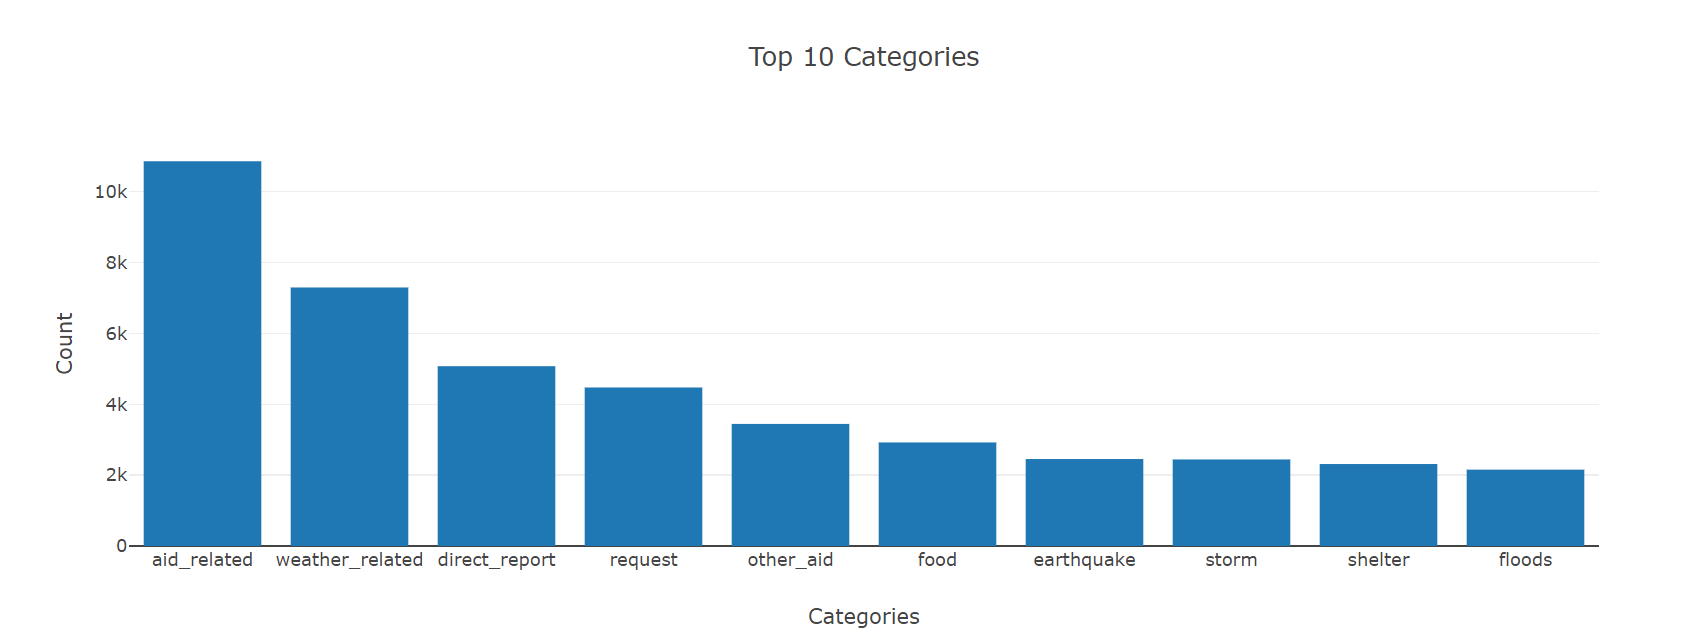 Top 10 Categories
10k
8k
6k
4k
2k
0
Count
aid_related weather_related direct_report request other_aid food earthquake storm shelter floods
Categories